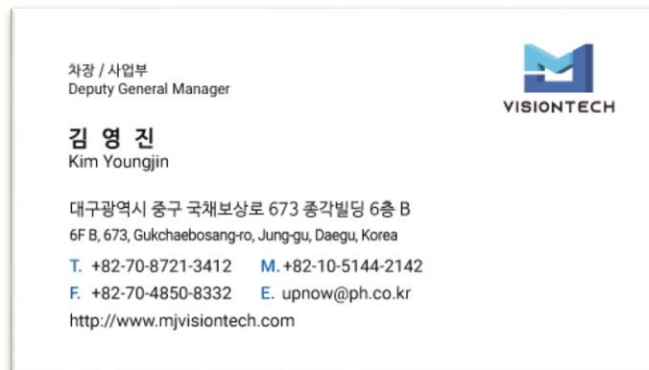 차장 / 사업부
Deputy General Manager
VISIONTECH
김 영 진
Kim Youngjin
대구광역시 중구 국채보상로 673 종각빌딩 6층 B
6F B, 673, Gukchaebosang-ro, Jung-gu, Daegu, Korea
T. +82-70-8721-3412 M. +82-10-5144-2142
F. +82-70-4850-8332 E. upnow@ph.co.kr
http://www.mjvisiontech.com